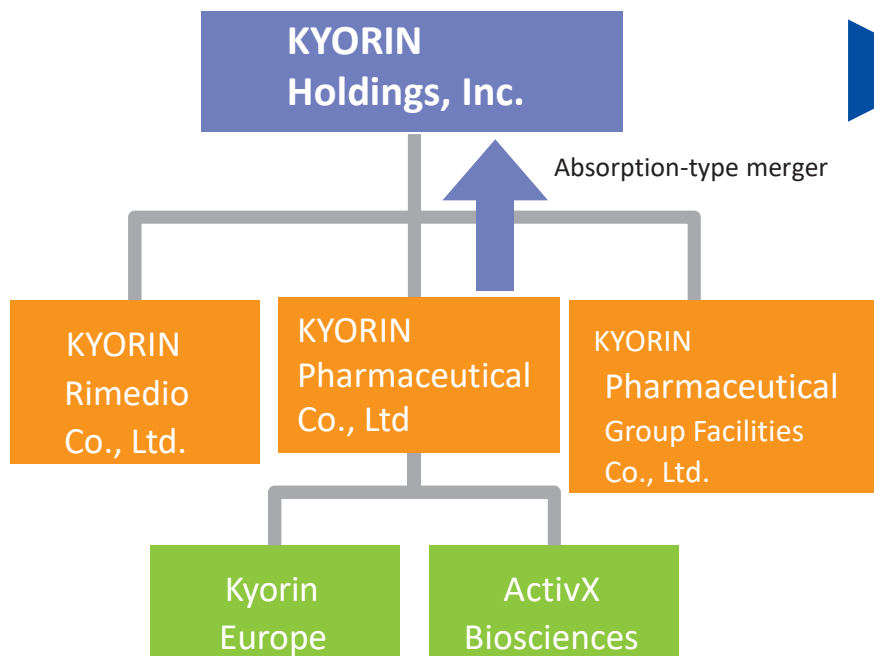 KYORIN
Holdings, Inc.
Absorption-type merger
KYORIN
Rimedio
Co., Ltd.
KYORIN
Pharmaceutical
Co., Ltd
KYORIN
Pharmaceutical
Group Facilities
Co., Ltd.
Kyorin
Europe
ActivX
Biosciences